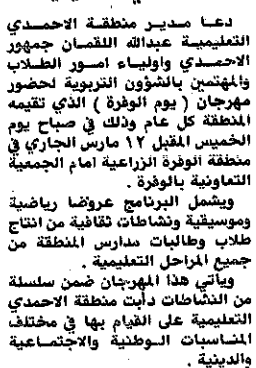 دعا مدير منطقة الاحمدي
التعليمية عبدالله اللقمان جمهور
الاحمدي واولياء امور الطلاب
والمهتمين بالشؤون التربوية لحضور
مهرجان ( يوم الوفرة ) الذي تقيمه
المنطقة كل عام وذلك في صباح يوم
الخميس المقبل ١٢ مارس الجاري في
منطقة الوفرة الزراعية امام الجمعية
التعاونية بالوفرة .
ويشمل البرنامج عروضا رياضية
وموسيقية ونشاطات ثقافية من انتاج
طلاب وطالبات مدارس المنطقة من
جميع المراحل التعليمية .
وياتي هذا المهرجان ضمن سلسلة
من النشاطات دأبت منطقة الاحمدي
التعليمية على القيام بها في مختلف
المناسبات الوطنية والاجتماعية
والدينية .